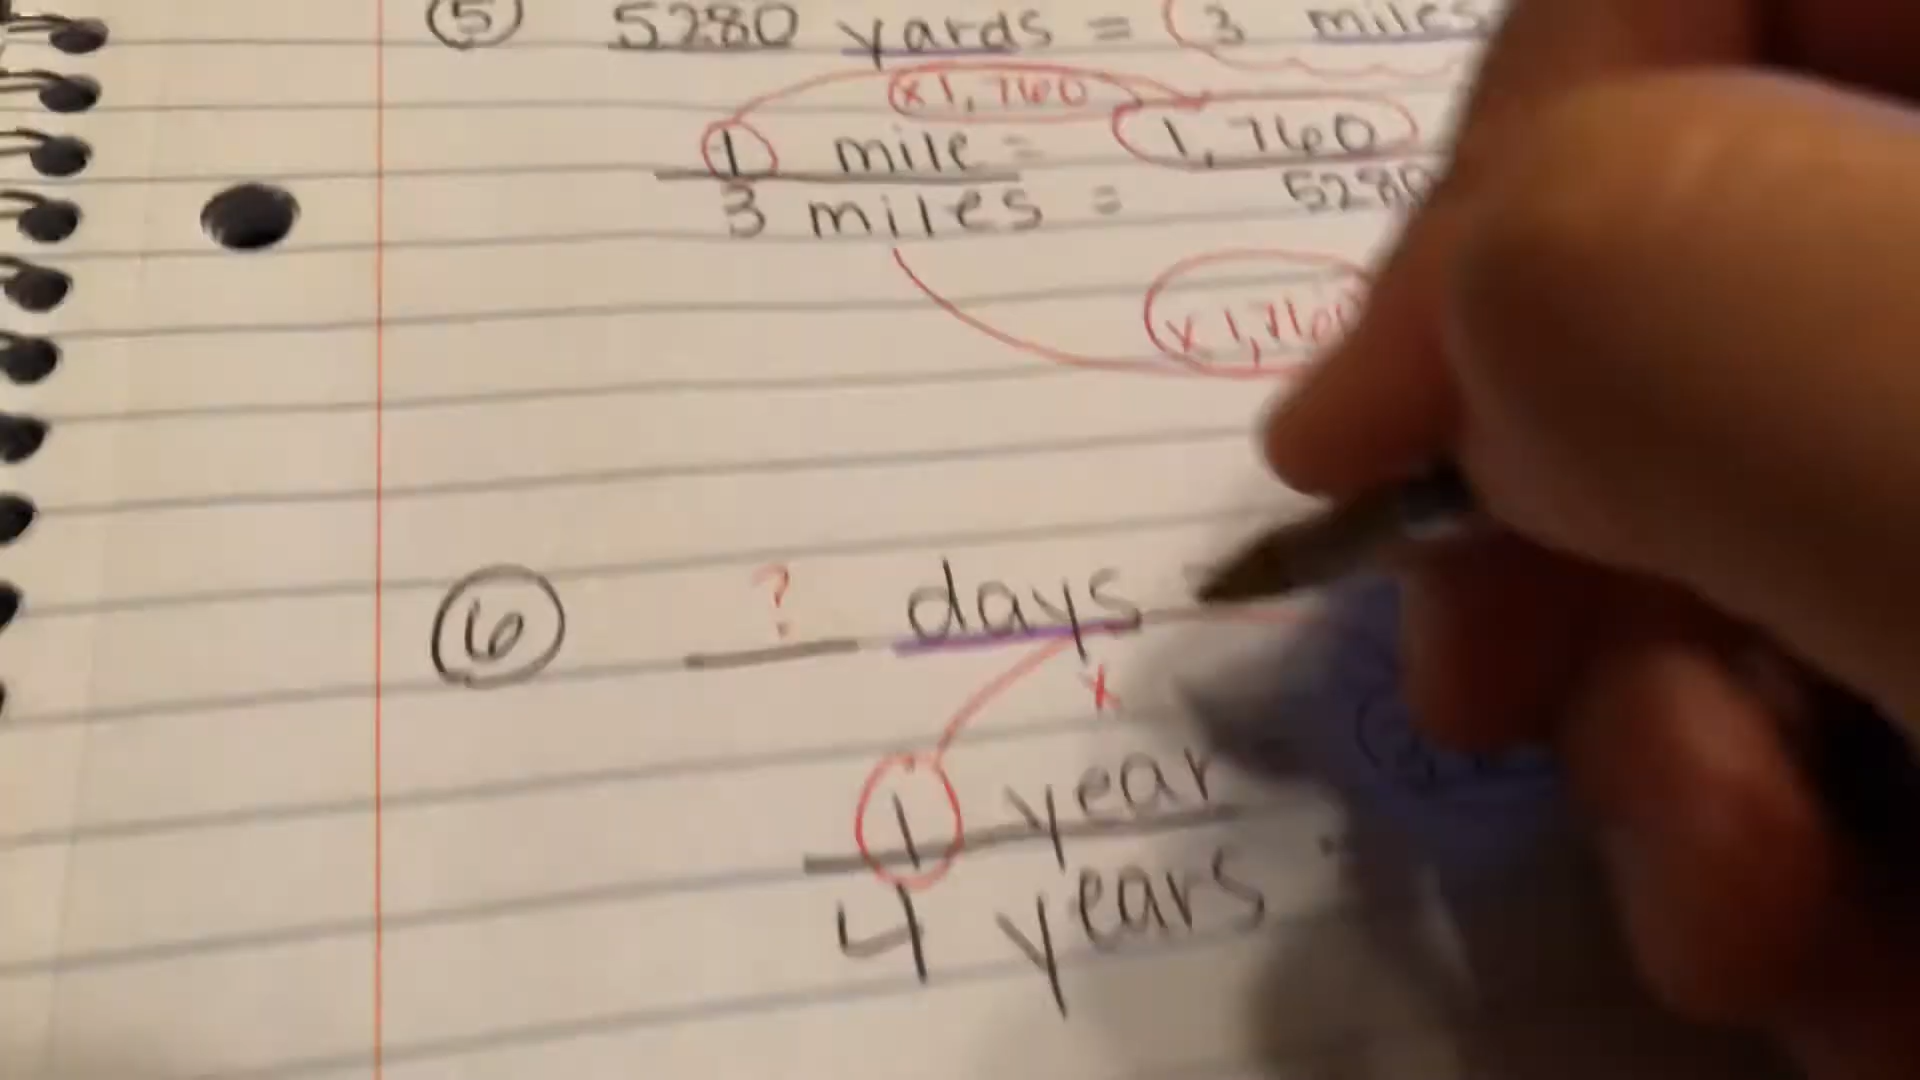 5 5280 yards = 3 miles
x1,760
1 mile = 1,760
3 miles = 5280
x 1,760
6 ? days
x
1 year
4 years